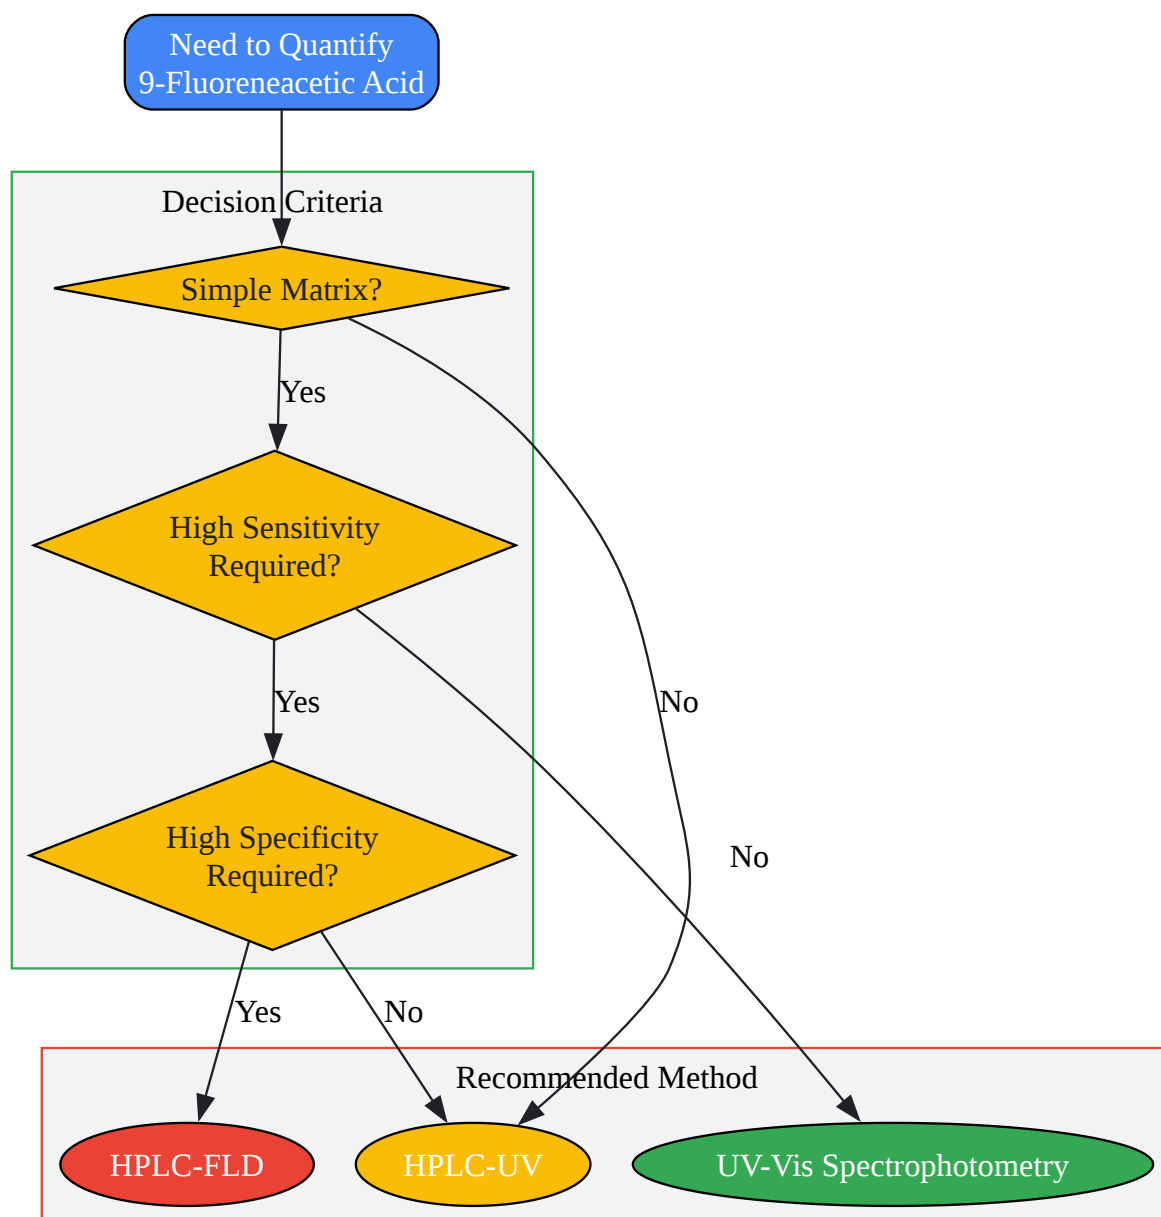 Need to Quantify
9-Fluoreneacetic Acid
Decision Criteria
Simple Matrix?
Yes
High Sensitivity
Required?
Yes
No
High Specificity
Required?
No
Yes
No
Recommended Method
HPLC-FLD
HPLC-UV
UV-Vis Spectrophotometry